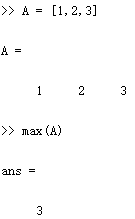 >> A = [1,2,3]
A =
1 2 3
>> max(A)
ans =
3